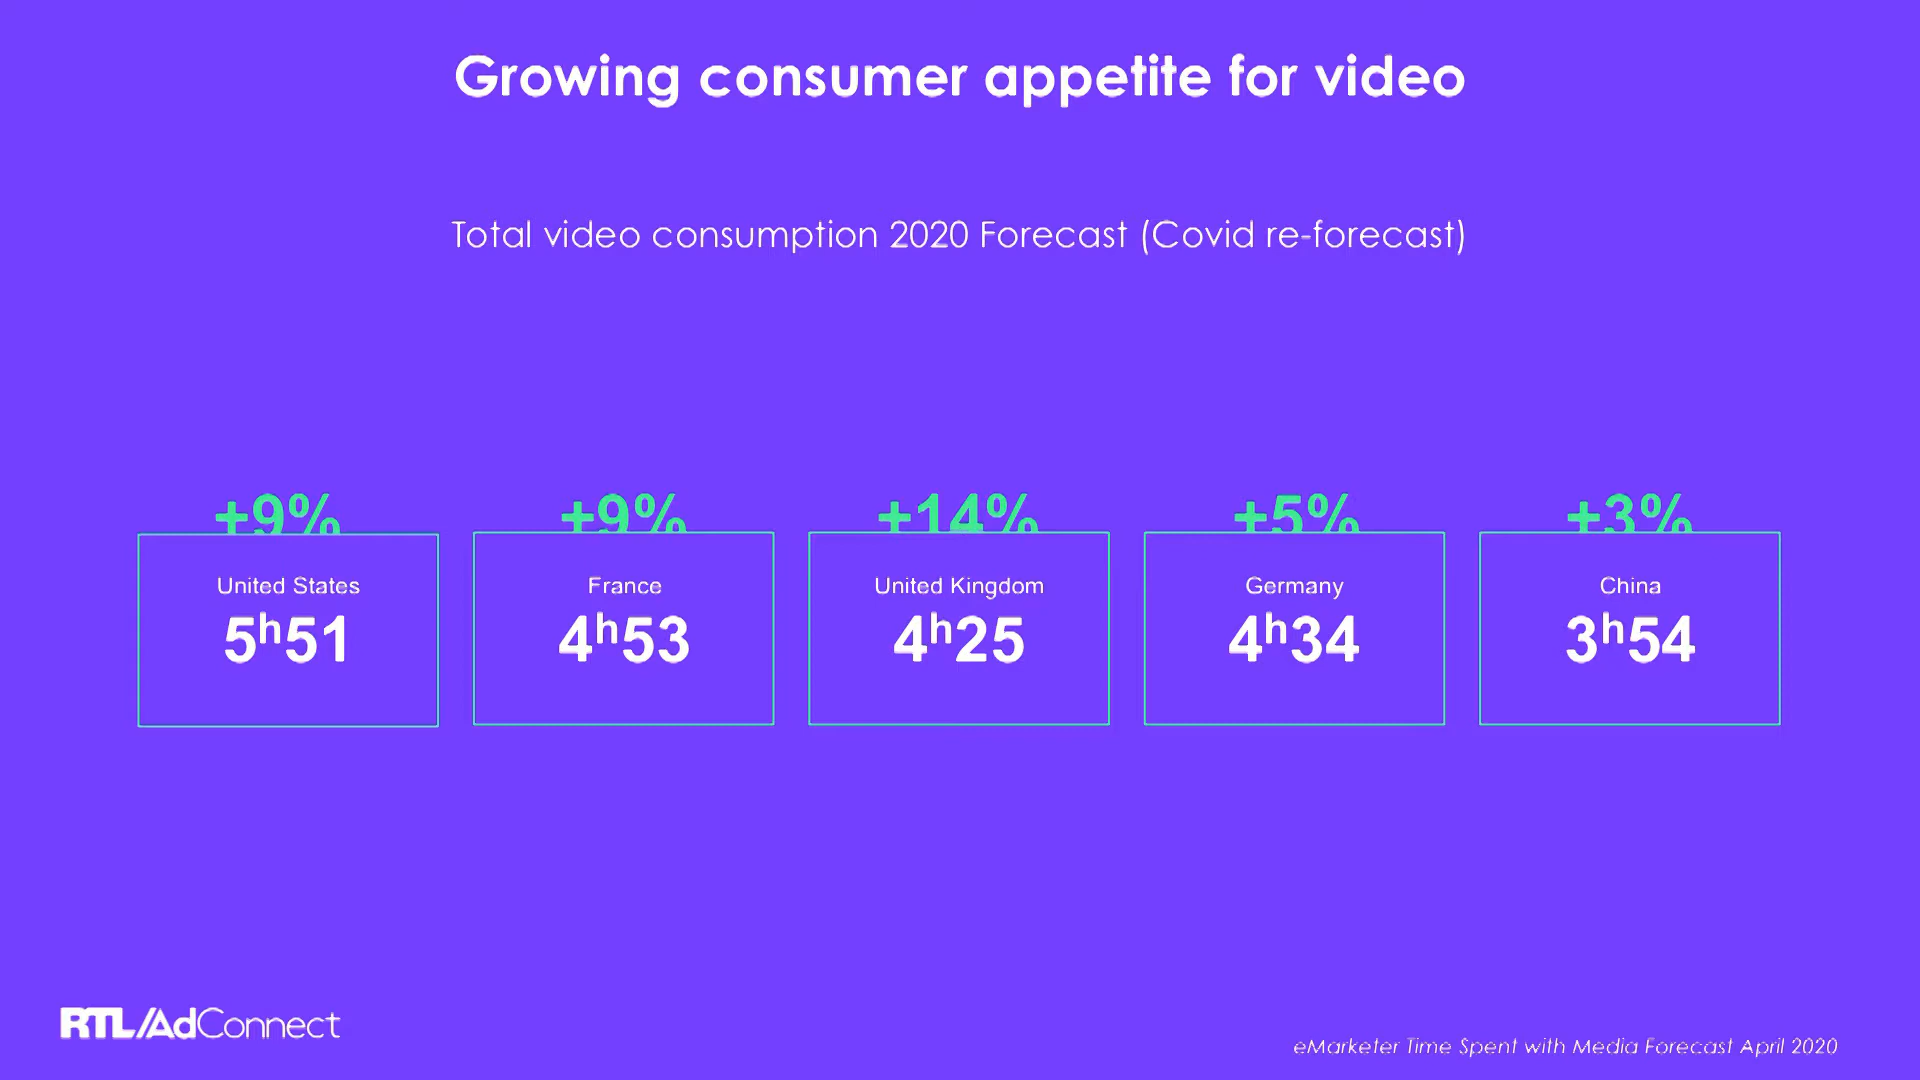 Growing consumer appetite for video
Total video consumption 2020 Forecast (Covid re-forecast)
+9% +9% +14% +5% +3%
United States France United Kingdom Germany China
5h51 4h53 4h25 4h34 3h54
RTL/AdConnect
eMarketer Time Spent with Media Forecast April 2020